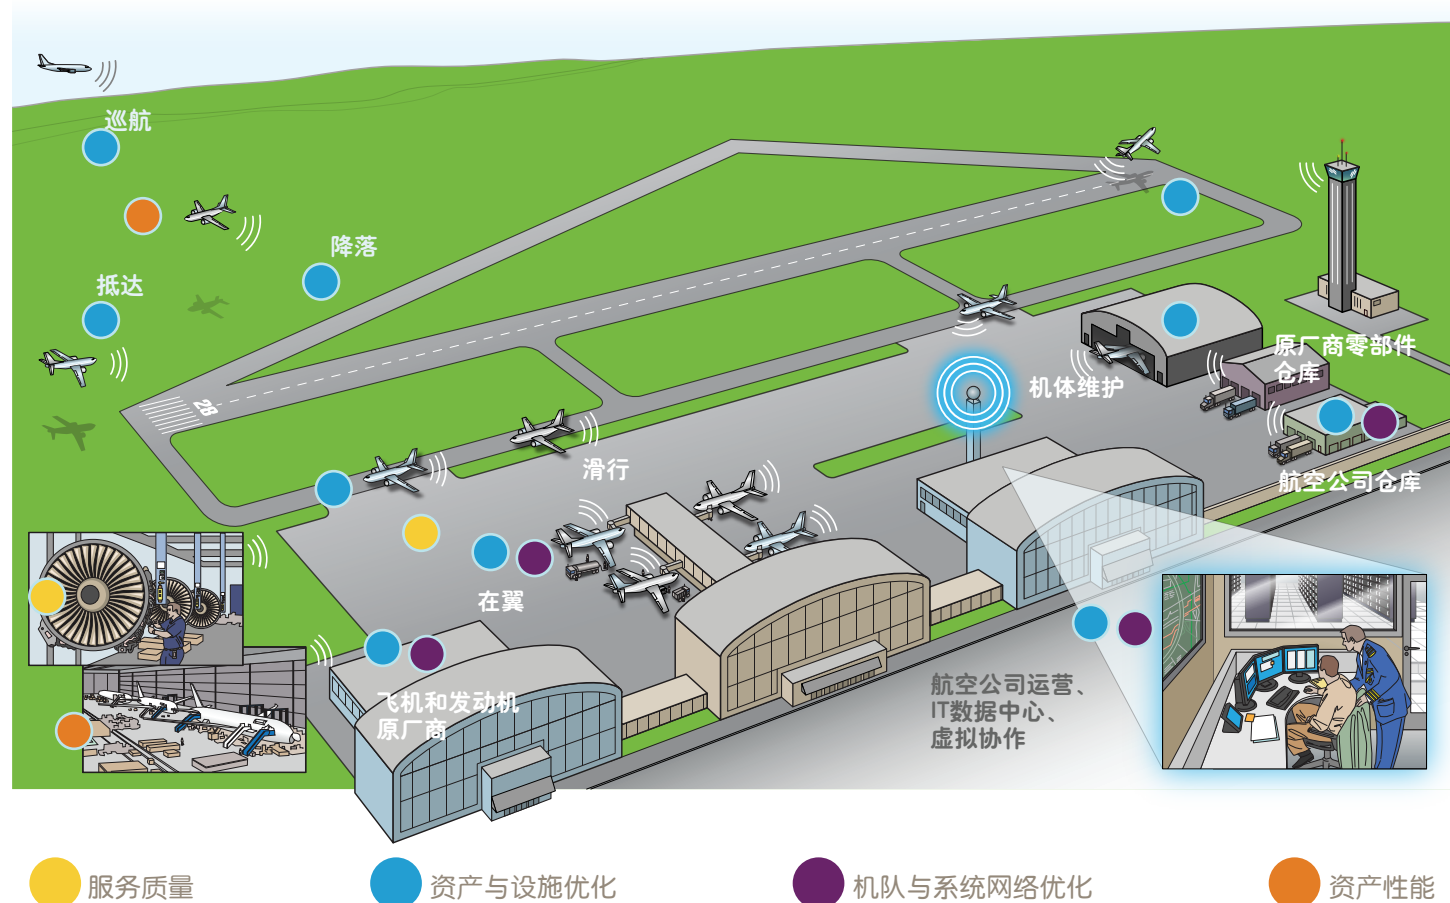 巡航
降落
抵达
28
原厂商零部件
仓库
机体维护
滑行
航空公司仓库
在翼
飞机和发动机
原厂商
航空公司运营、
IT数据中心、
虚拟协作
服务质量
资产与设施优化
机队与系统网络优化
资产性能